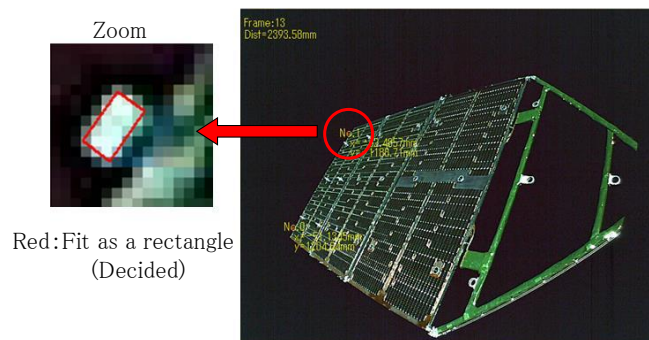 Zoom
Frame:13
Dist=2393.58mm
No.1
No.0
Red:Fit as a rectangle
(Decided)